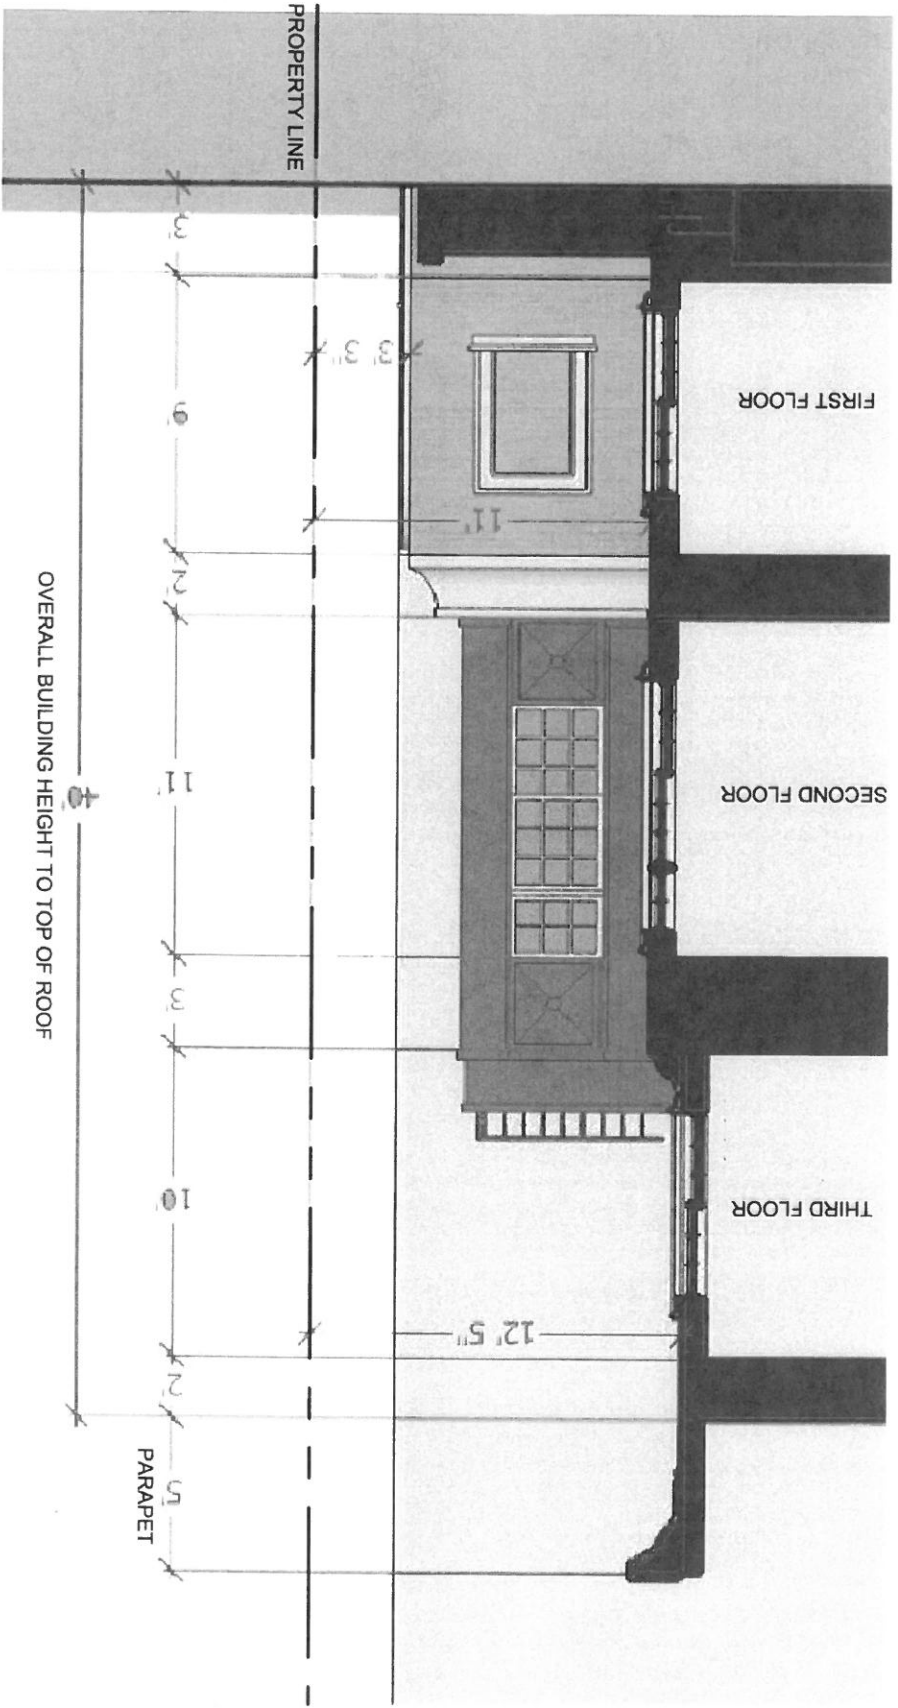 PROPERTY LINE
3'
9'
2'
11'
3'
10'
2'
5'
PARAPET
OVERALL BUILDING HEIGHT TO TOP OF ROOF
3' 3"
11'
12' 5"
FIRST FLOOR
SECOND FLOOR
THIRD FLOOR